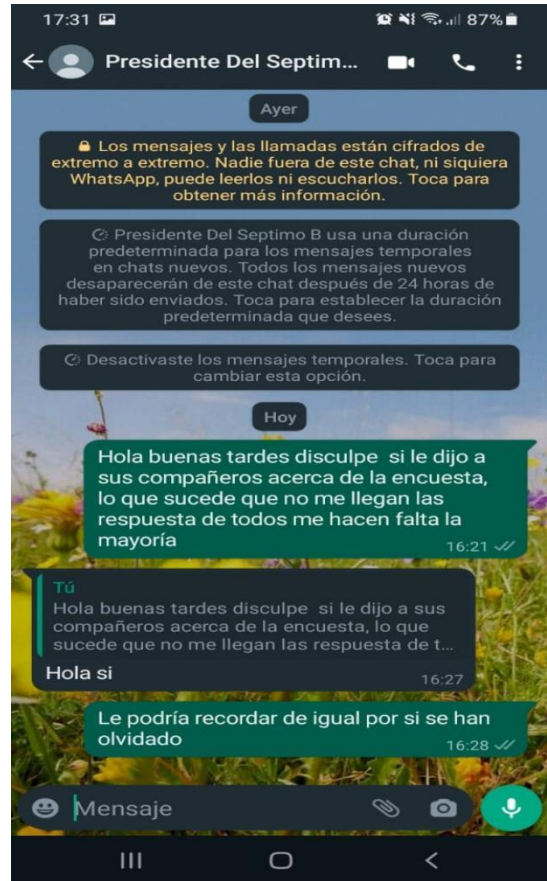 17:31 87%
Presidente Del Septim...
Ayer
Los mensajes y las llamadas están cifrados de
extremo a extremo. Nadie fuera de este chat, ni siquiera
WhatsApp, puede leerlos ni escucharlos. Toca para
obtener más información.
Presidente Del Septimo B usa una duración
predeterminada para los mensajes temporales
en chats nuevos. Todos los mensajes nuevos
desaparecerán de este chat después de 24 horas de
haber sido enviados. Toca para establecer la duración
predeterminada que desees.
Desactivaste los mensajes temporales. Toca para
cambiar esta opción.
Hoy
Hola buenas tardes disculpe  si le dijo a
sus compañeros acerca de la encuesta,
lo que sucede que no me llegan las
respuesta de todos me hacen falta la
mayoría
16:21
Tú
Hola buenas tardes disculpe  si le dijo a sus
compañeros acerca de la encuesta, lo que
sucede que no me llegan las respuesta de t...
Hola si
16:27
Le podría recordar de igual por si se han
olvidado
16:28
Mensaje